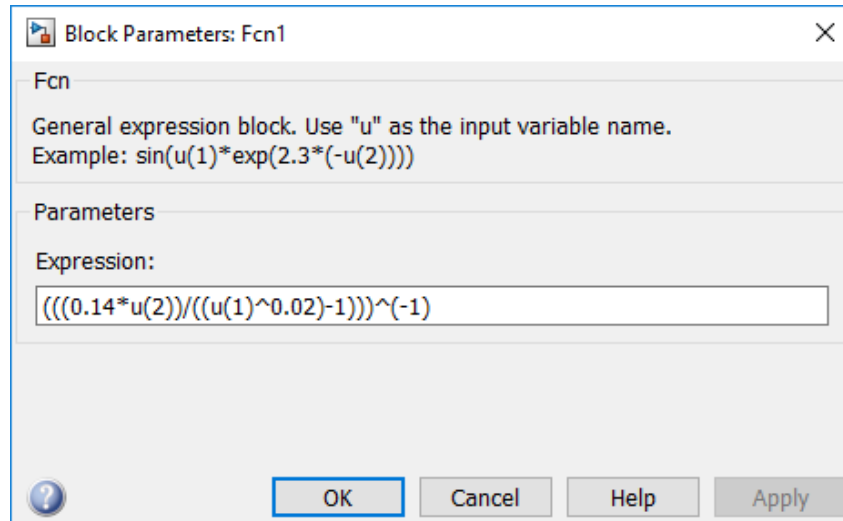 Block Parameters: Fcn1
Fcn
General expression block. Use "u" as the input variable name.
Example: sin(u(1)*exp(2.3*(-u(2))))
Parameters
Expression:
(((0.14*u(2))/((u(1)^0.02)-1)))^(-1)
OK Cancel Help Apply